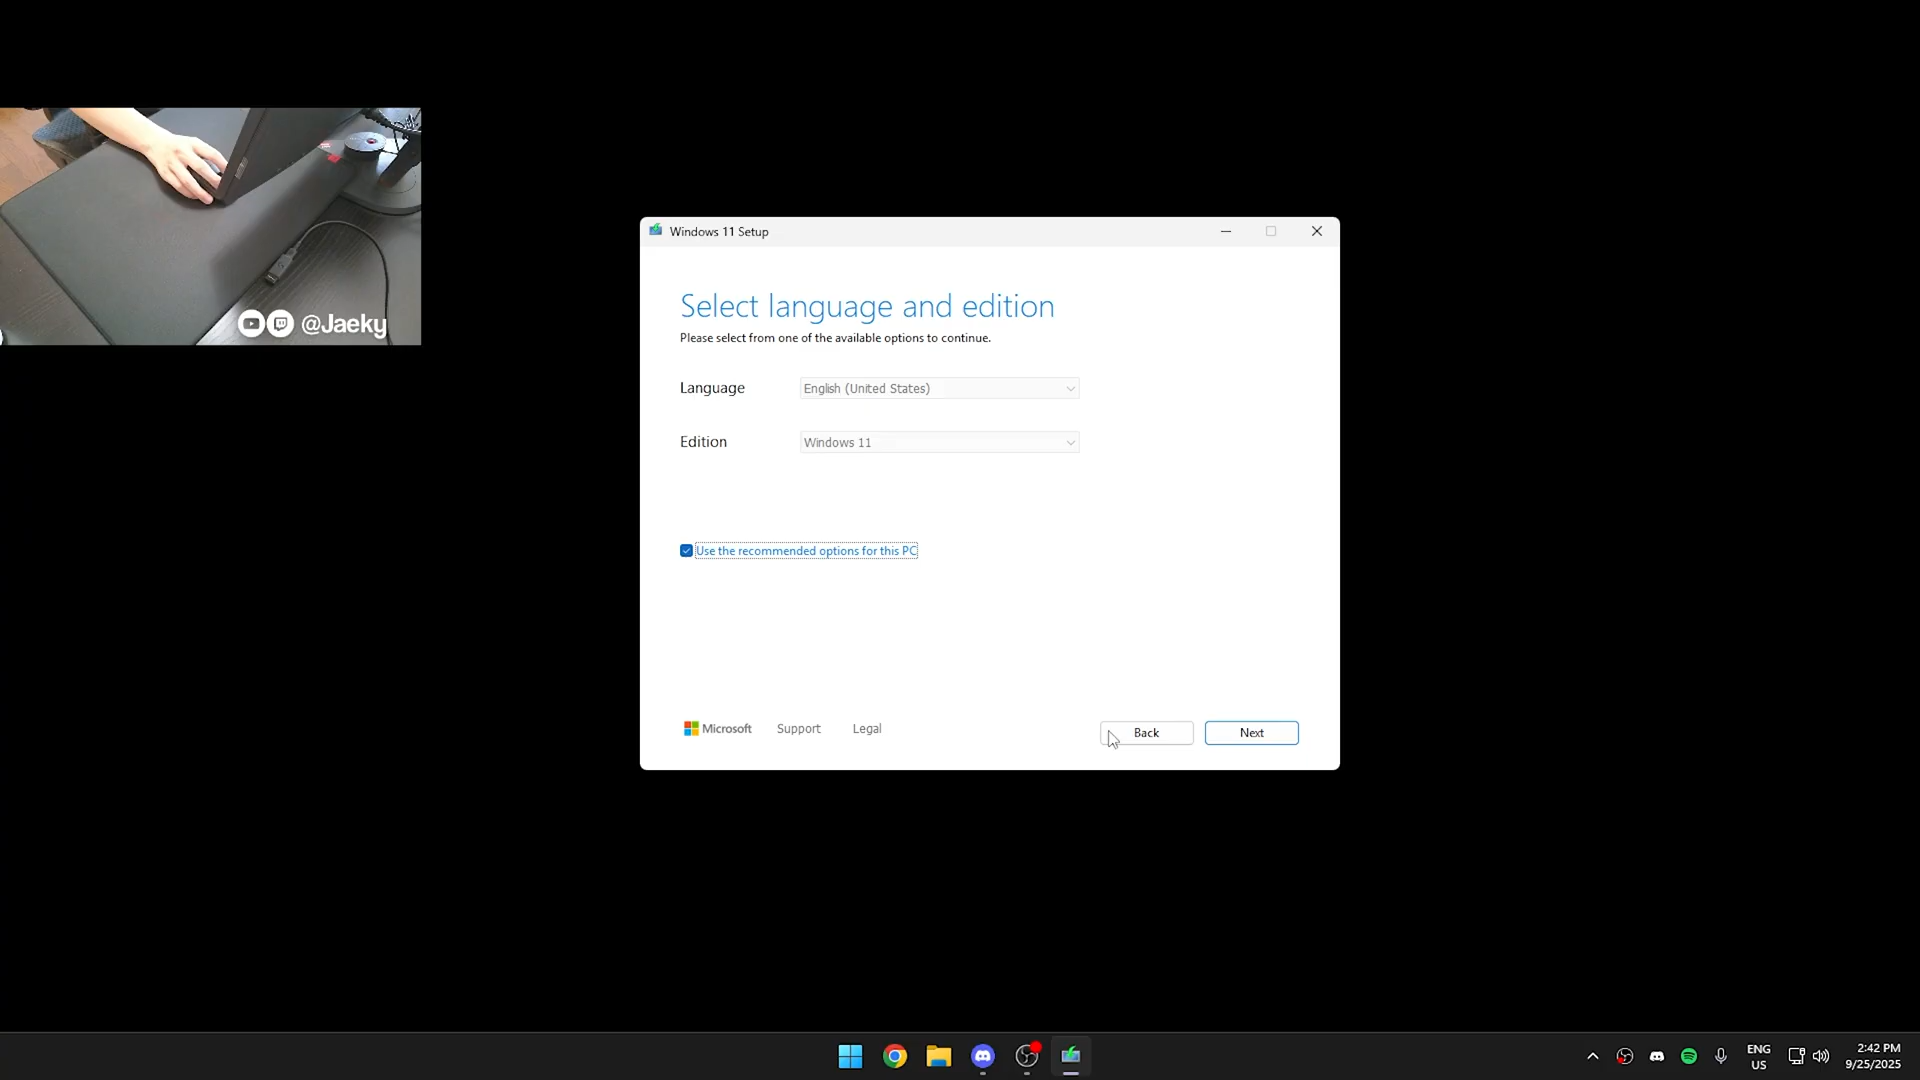 @Jaeky
Windows 11 Setup
Select language and edition
Please select from one of the available options to continue.
Language
English (United States)
Edition
Windows 11
Use the recommended options for this PC
Microsoft
Support
Legal
Back
Next
ENG
US
2:42 PM
9/25/2025